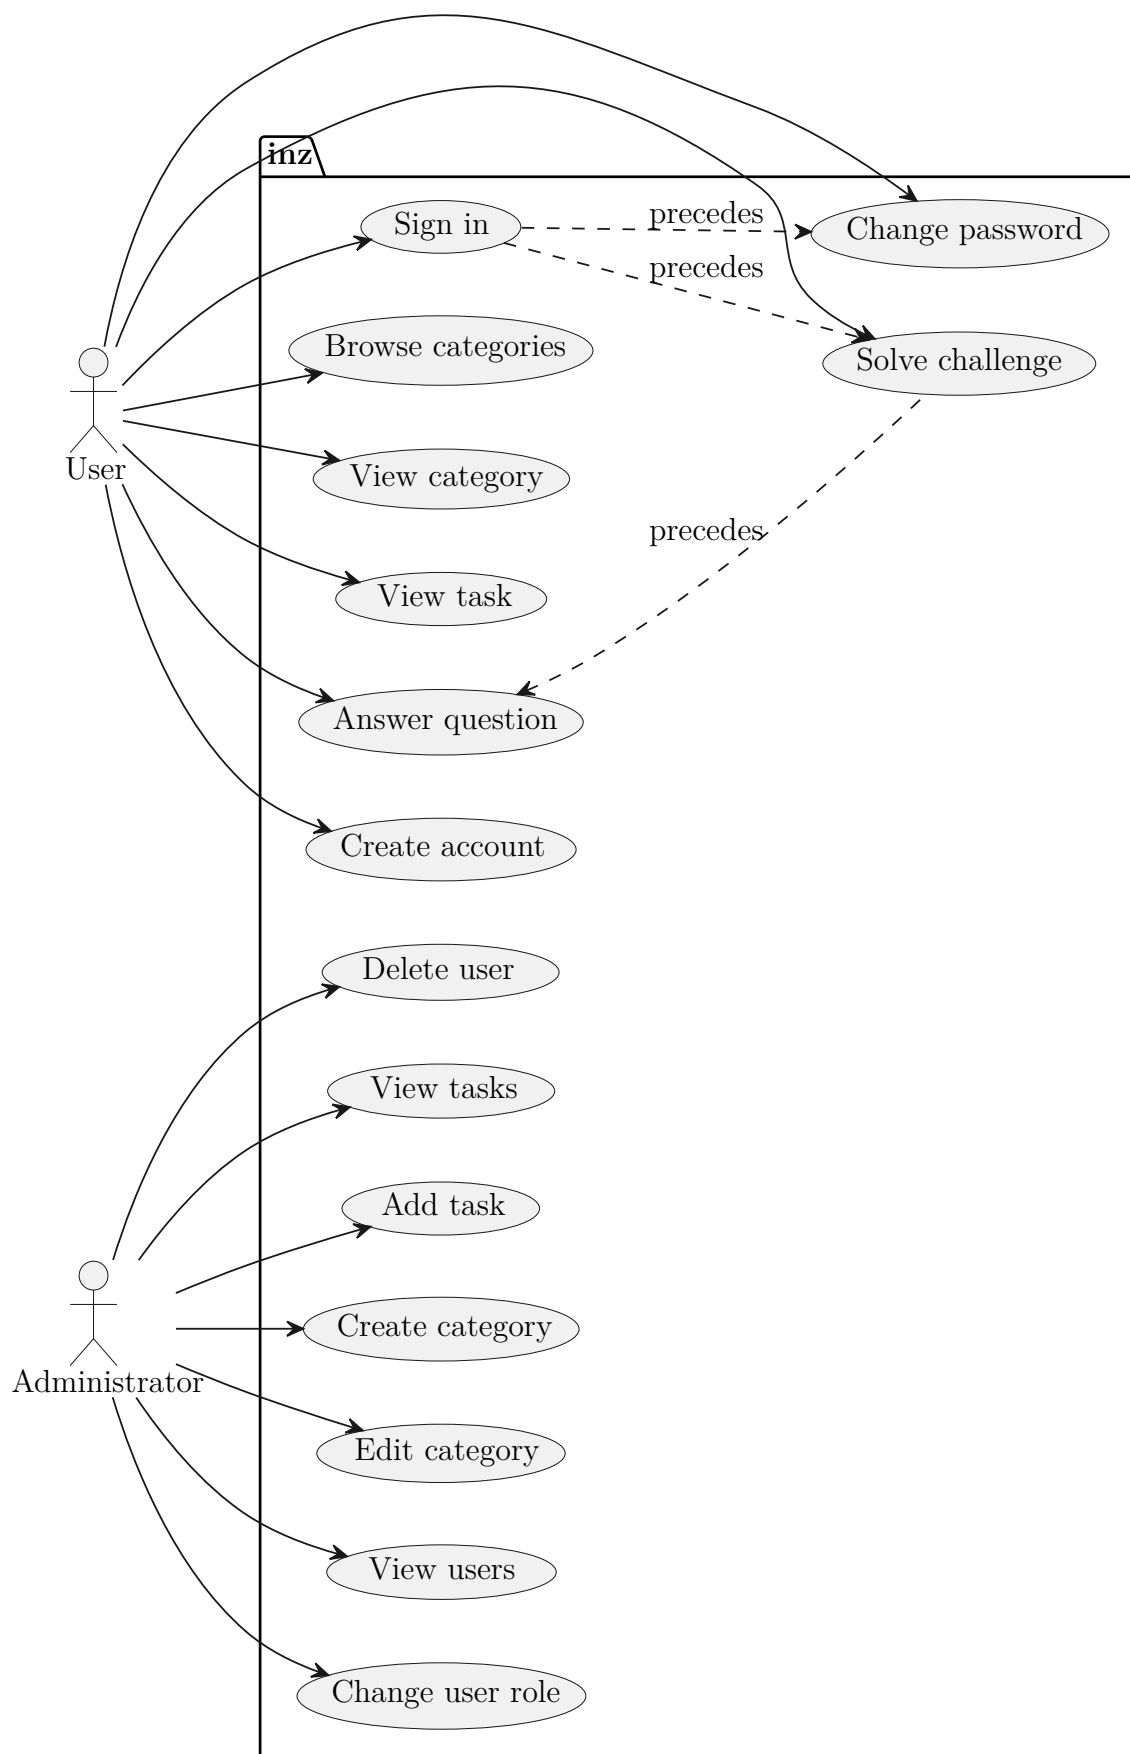 inz
Sign in
precedes
Change password
precedes
Browse categories
Solve challenge
User
View category
precedes
View task
Answer question
Create account
Delete user
View tasks
Add task
Create category
Administrator
Edit category
View users
Change user role